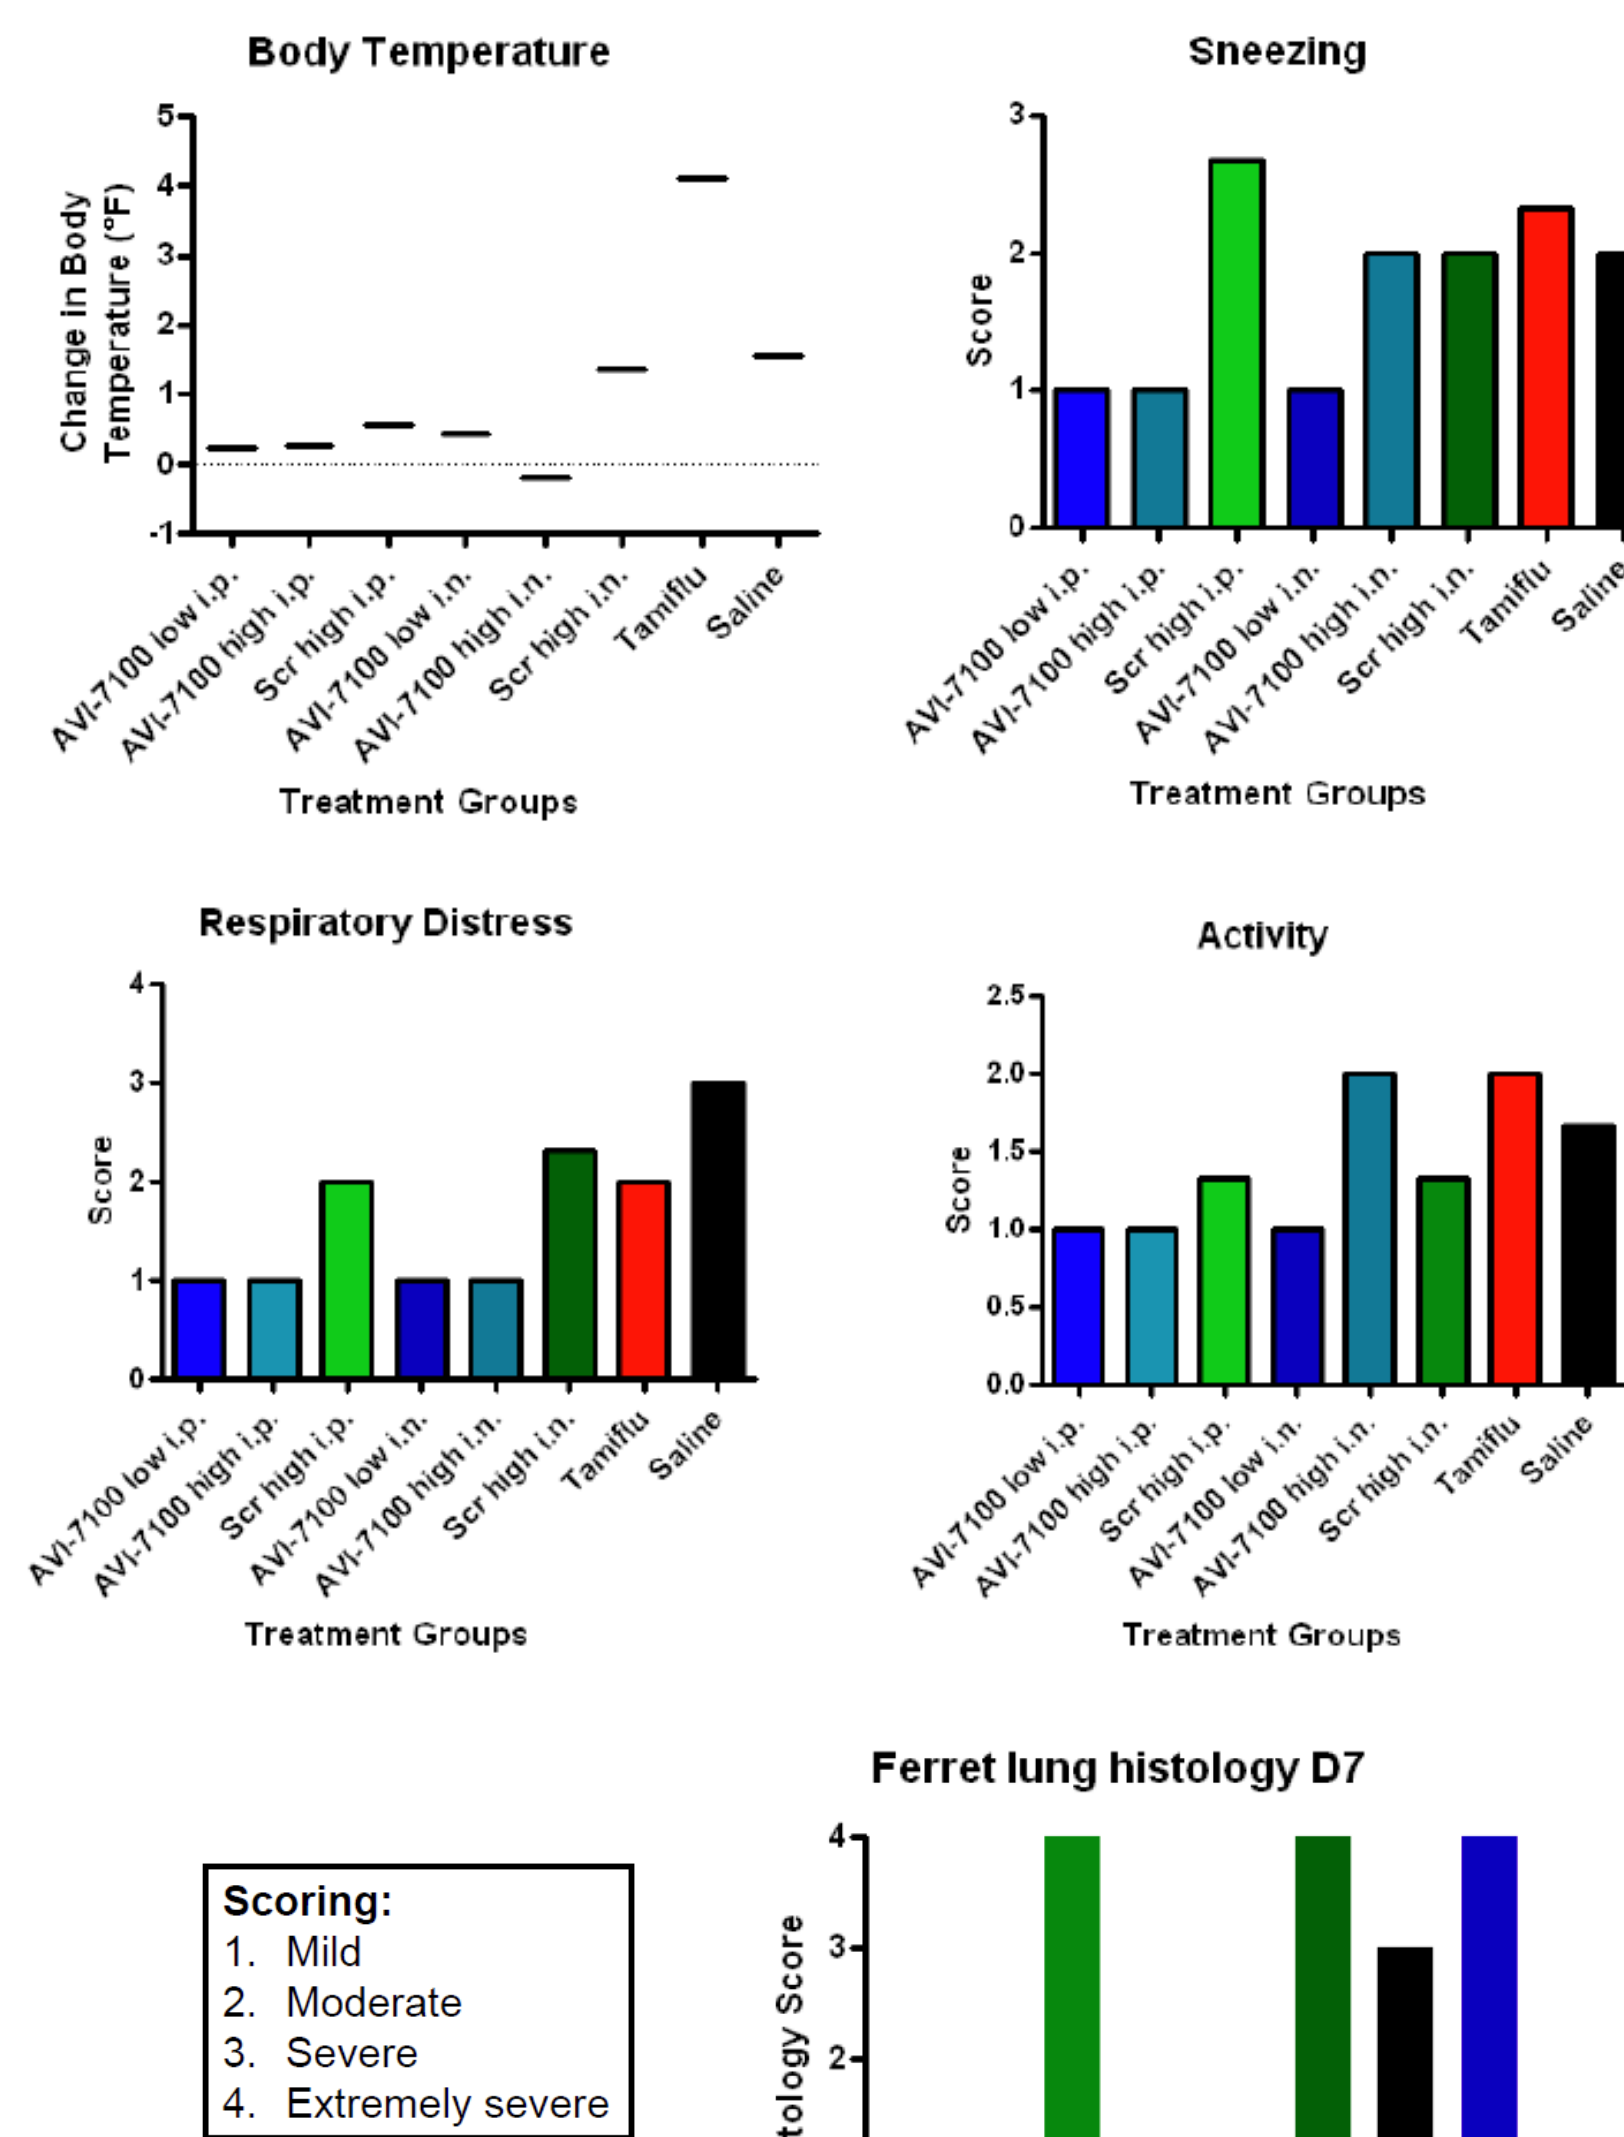 Body Temperature
5
4
3
2
1
0
-1
Change in Body
Temperature (°F)
AVI-7100 low i.p.
AVI-7100 high i.p.
Scr high i.p.
AVI-7100 low i.n.
AVI-7100 high i.n.
Scr high i.n.
Tamiflu
Saline
Treatment Groups
Sneezing
3
2
1
0
Score
AVI-7100 low i.p.
AVI-7100 high i.p.
Scr high i.p.
AVI-7100 low i.n.
AVI-7100 high i.n.
Scr high i.n.
Tamiflu
Saline
Treatment Groups
Respiratory Distress
4
3
2
1
0
Score
AVI-7100 low i.p.
AVI-7100 high i.p.
Scr high i.p.
AVI-7100 low i.n.
AVI-7100 high i.n.
Scr high i.n.
Tamiflu
Saline
Treatment Groups
Activity
2.5
2.0
1.5
1.0
0.5
0.0
Score
AVI-7100 low i.p.
AVI-7100 high i.p.
Scr high i.p.
AVI-7100 low i.n.
AVI-7100 high i.n.
Scr high i.n.
Tamiflu
Saline
Treatment Groups
Scoring:
1. Mild
2. Moderate
3. Severe
4. Extremely severe
Ferret lung histology D7
4
3
2
tology Score